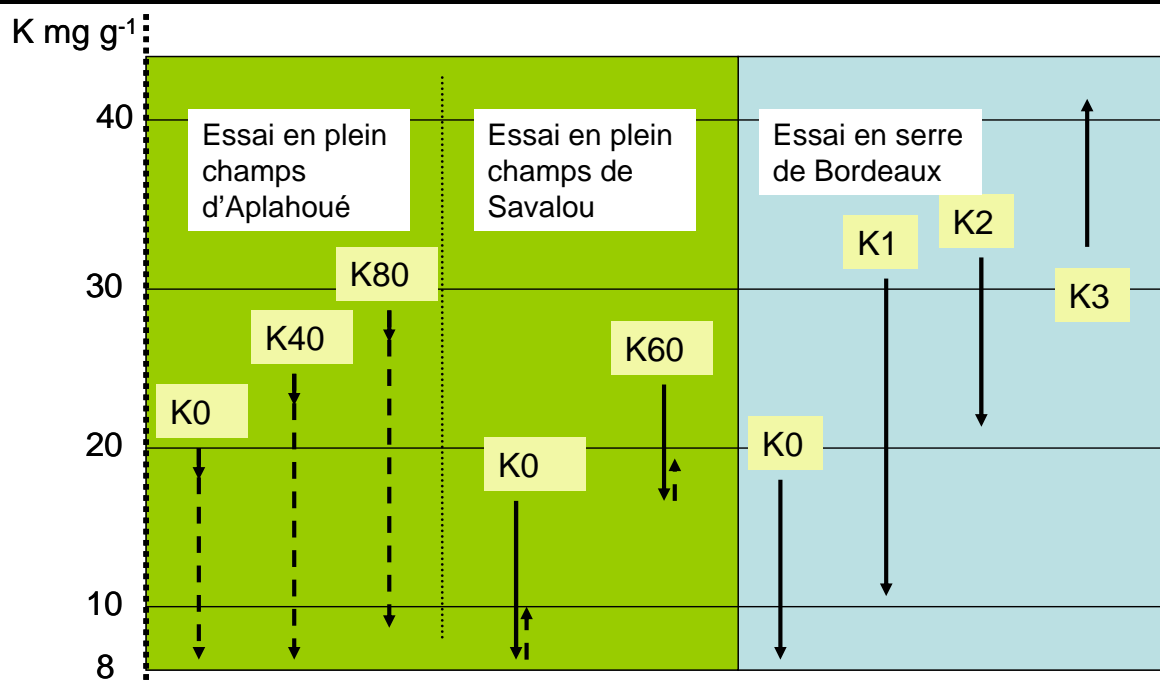 K mg g-1
40
30
20
10
8
Essai en plein
champs
d'Aplahoué
K0
K40
K80
Essai en plein
champs de
Savalou
K0
K60
Essai en serre
de Bordeaux
K0
K1
K2
K3